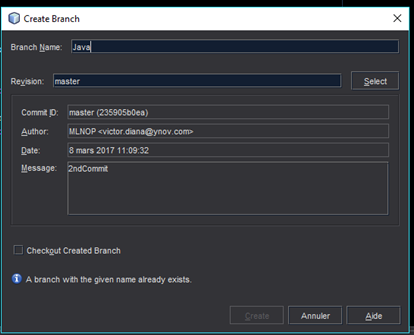 Create Branch
Branch Name: Java
Revision: master Select
Commit ID: master (235905b0ea)
Author: MLNOP <victor.diana@ynov.com>
Date: 8 mars 2017 11:09:32
Message: 2ndCommit
Checkout Created Branch
A branch with the given name already exists.
Create Annuler Aide